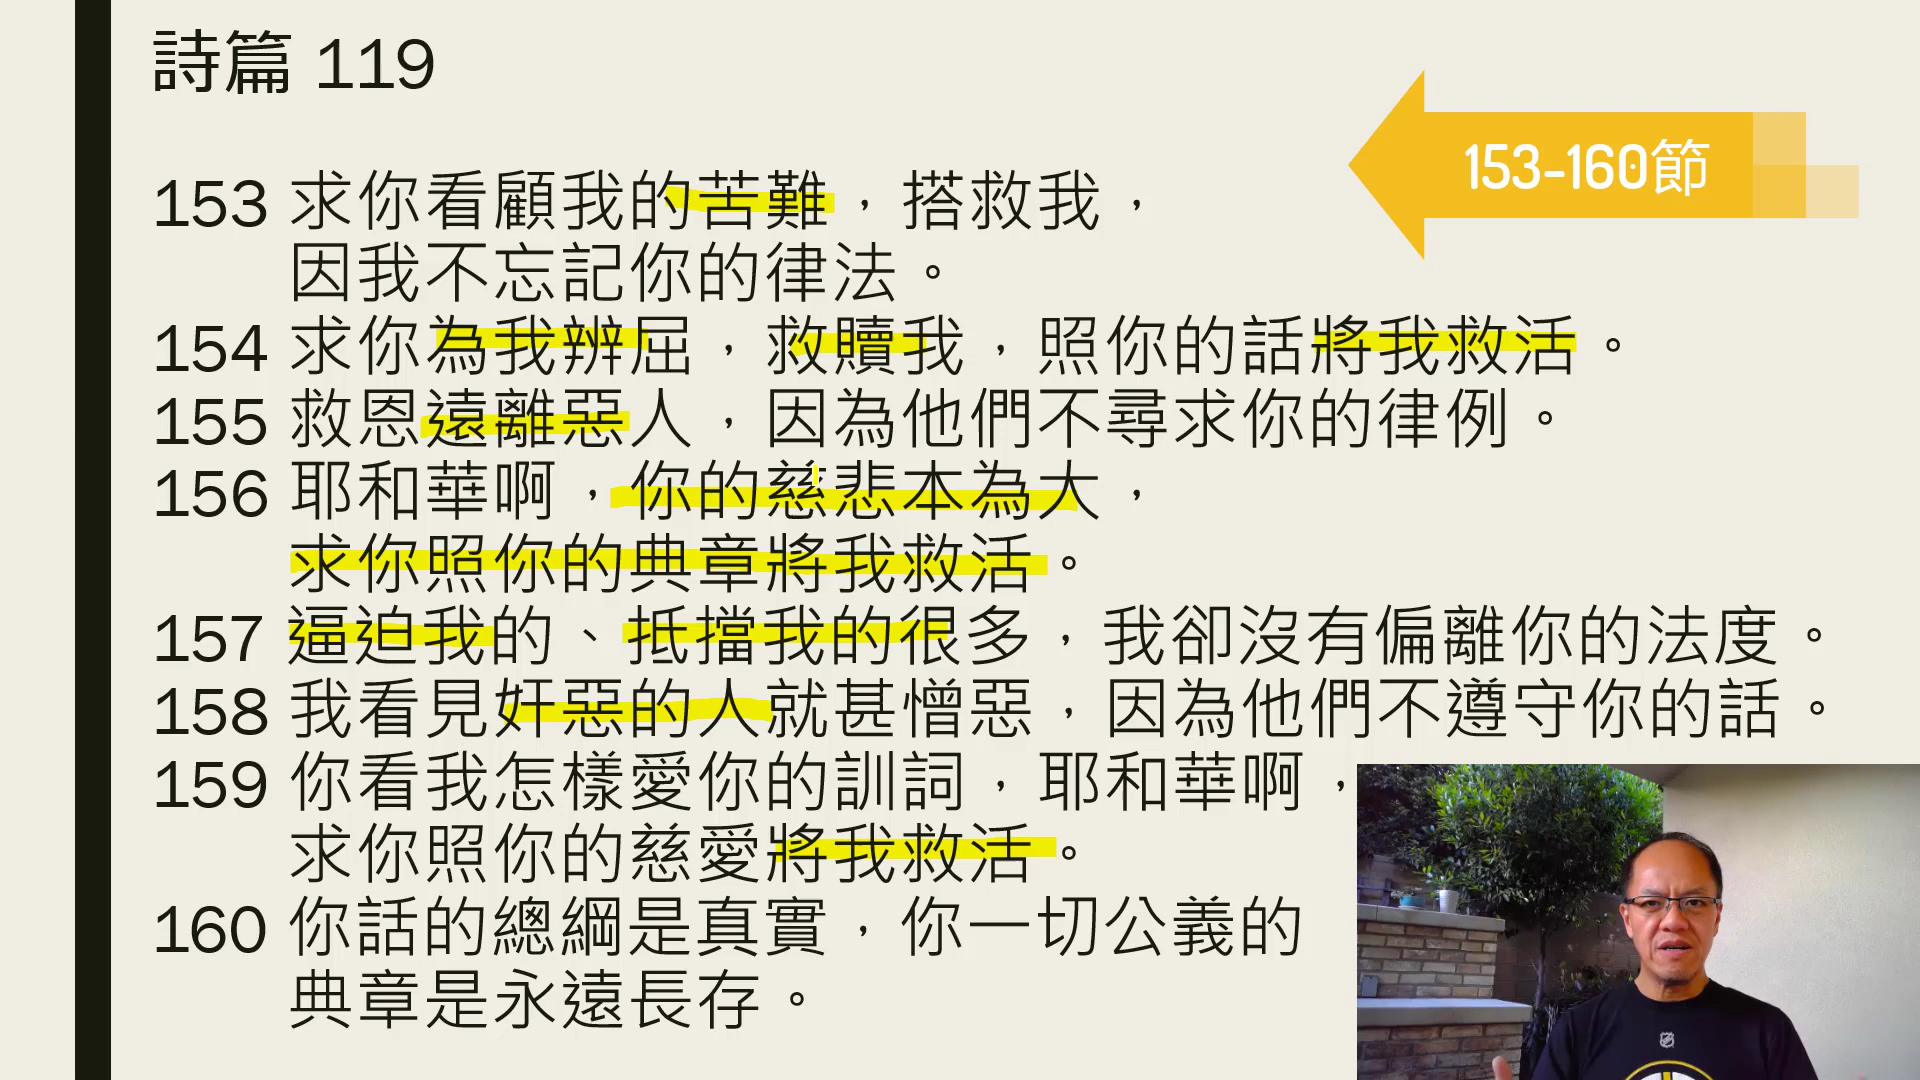 詩篇 119
153-160節
153 求你看顧我的苦難，搭救我，
因我不忘記你的律法。
154 求你為我辨屈，救贖我，照你的話將我救活。
155 救恩遠離惡人，因為他們不尋求你的律例。
156 耶和華啊，你的慈悲本為大，
求你照你的典章將我救活。
157 逼迫我的、抵擋我的很多，我卻沒有偏離你的法度。
158 我看見奸惡的人就甚憎惡，因為他們不遵守你的話。
159 你看我怎樣愛你的訓詞，耶和華啊，
求你照你的慈愛將我救活。
160 你話的總綱是真實，你一切公義的
典章是永遠長存。